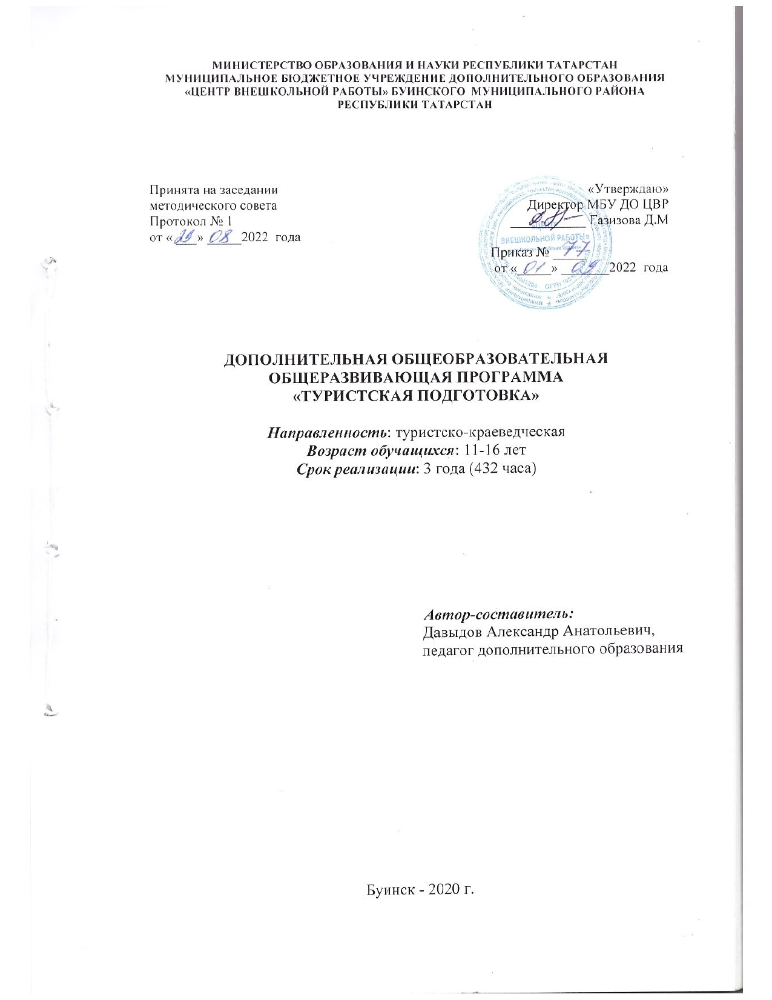 МИНИСТЕРСТВО ОБРАЗОВАНИЯ И НАУКИ РЕСПУБЛИКИ ТАТАРСТАН
МУНИЦИПАЛЬНОЕ БЮДЖЕТНОЕ УЧРЕЖДЕНИЕ ДОПОЛНИТЕЛЬНОГО ОБРАЗОВАНИЯ
«ЦЕНТР ВНЕШКОЛЬНОЙ РАБОТЫ» БУИНСКОГО МУНИЦИПАЛЬНОГО РАЙОНА
РЕСПУБЛИКИ ТАТАРСТАН
Принята на заседании
методического совета
Протокол № 1
от «29» 08 2022 года
«Утверждаю»
Директор МБУ ДО ЦВР
Газизова Д.М
«ЦЕНТР
ВНЕШКОЛЬНОЙ РАБОТЫ»
Приказ № 77
от «01» 09 2022 года
ДОПОЛНИТЕЛЬНАЯ ОБЩЕОБРАЗОВАТЕЛЬНАЯ
ОБЩЕРАЗВИВАЮЩАЯ ПРОГРАММА
«ТУРИСТСКАЯ ПОДГОТОВКА»
Направленность: туристско-краеведческая
Возраст обучащихся: 11-16 лет
Срок реализации: 3 года (432 часа)
Автор-составитель:
Давыдов Александр Анатольевич,
педагог дополнительного образования
Буинск - 2020 г.